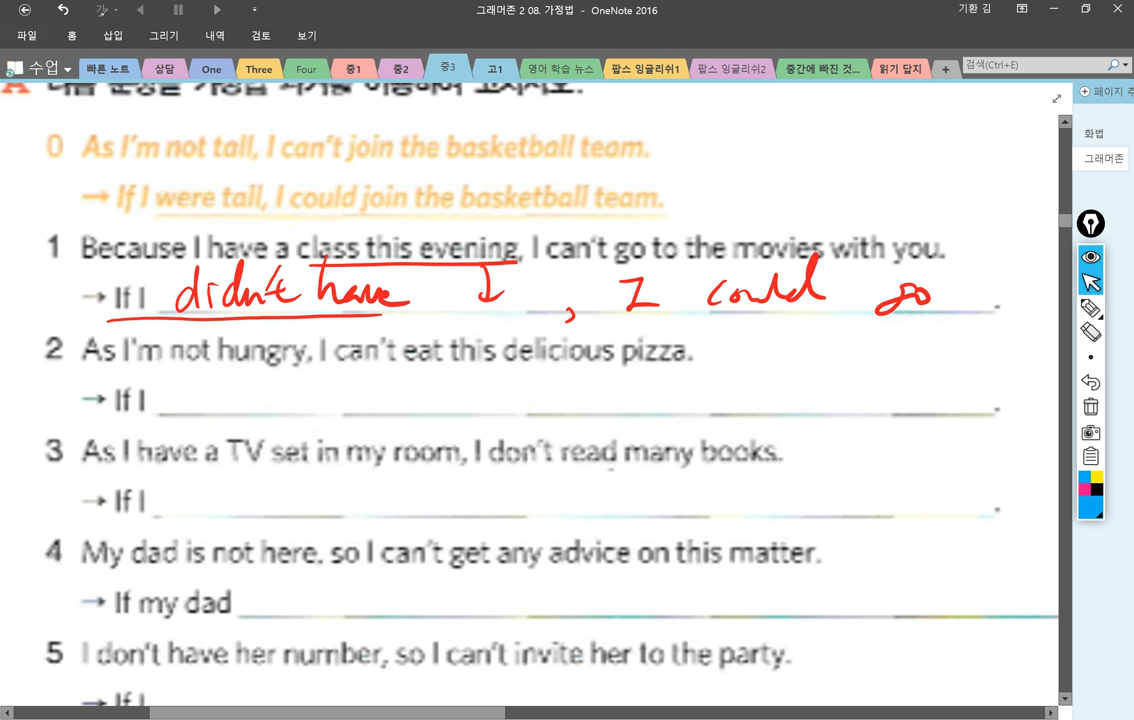 그래머존 2 08. 가정법 - OneNote 2016
기환 김
파일 홈 삽입 그리기 내역 검토 보기
수업 빠른 노트 상담 One Three Four 중1 중2 중3 고1 영어 학습 뉴스 팝스 잉글리쉬1 팝스 잉글리쉬2 중간에 빠진 것... 읽기 답지 + 검색(Ctrl+E)
페이지 추
화법
그래머존
0 As I'm not tall, I can't join the basketball team.
→ If I were tall, I could join the basketball team.
1 Because I have a class this evening, I can't go to the movies with you.
→ If I didn't have ↓, I could go .
2 As I'm not hungry, I can't eat this delicious pizza.
→ If I .
3 As I have a TV set in my room, I don't read many books.
→ If I .
4 My dad is not here, so I can't get any advice on this matter.
→ If my dad
5 I don't have her number, so I can't invite her to the party.
→ If I